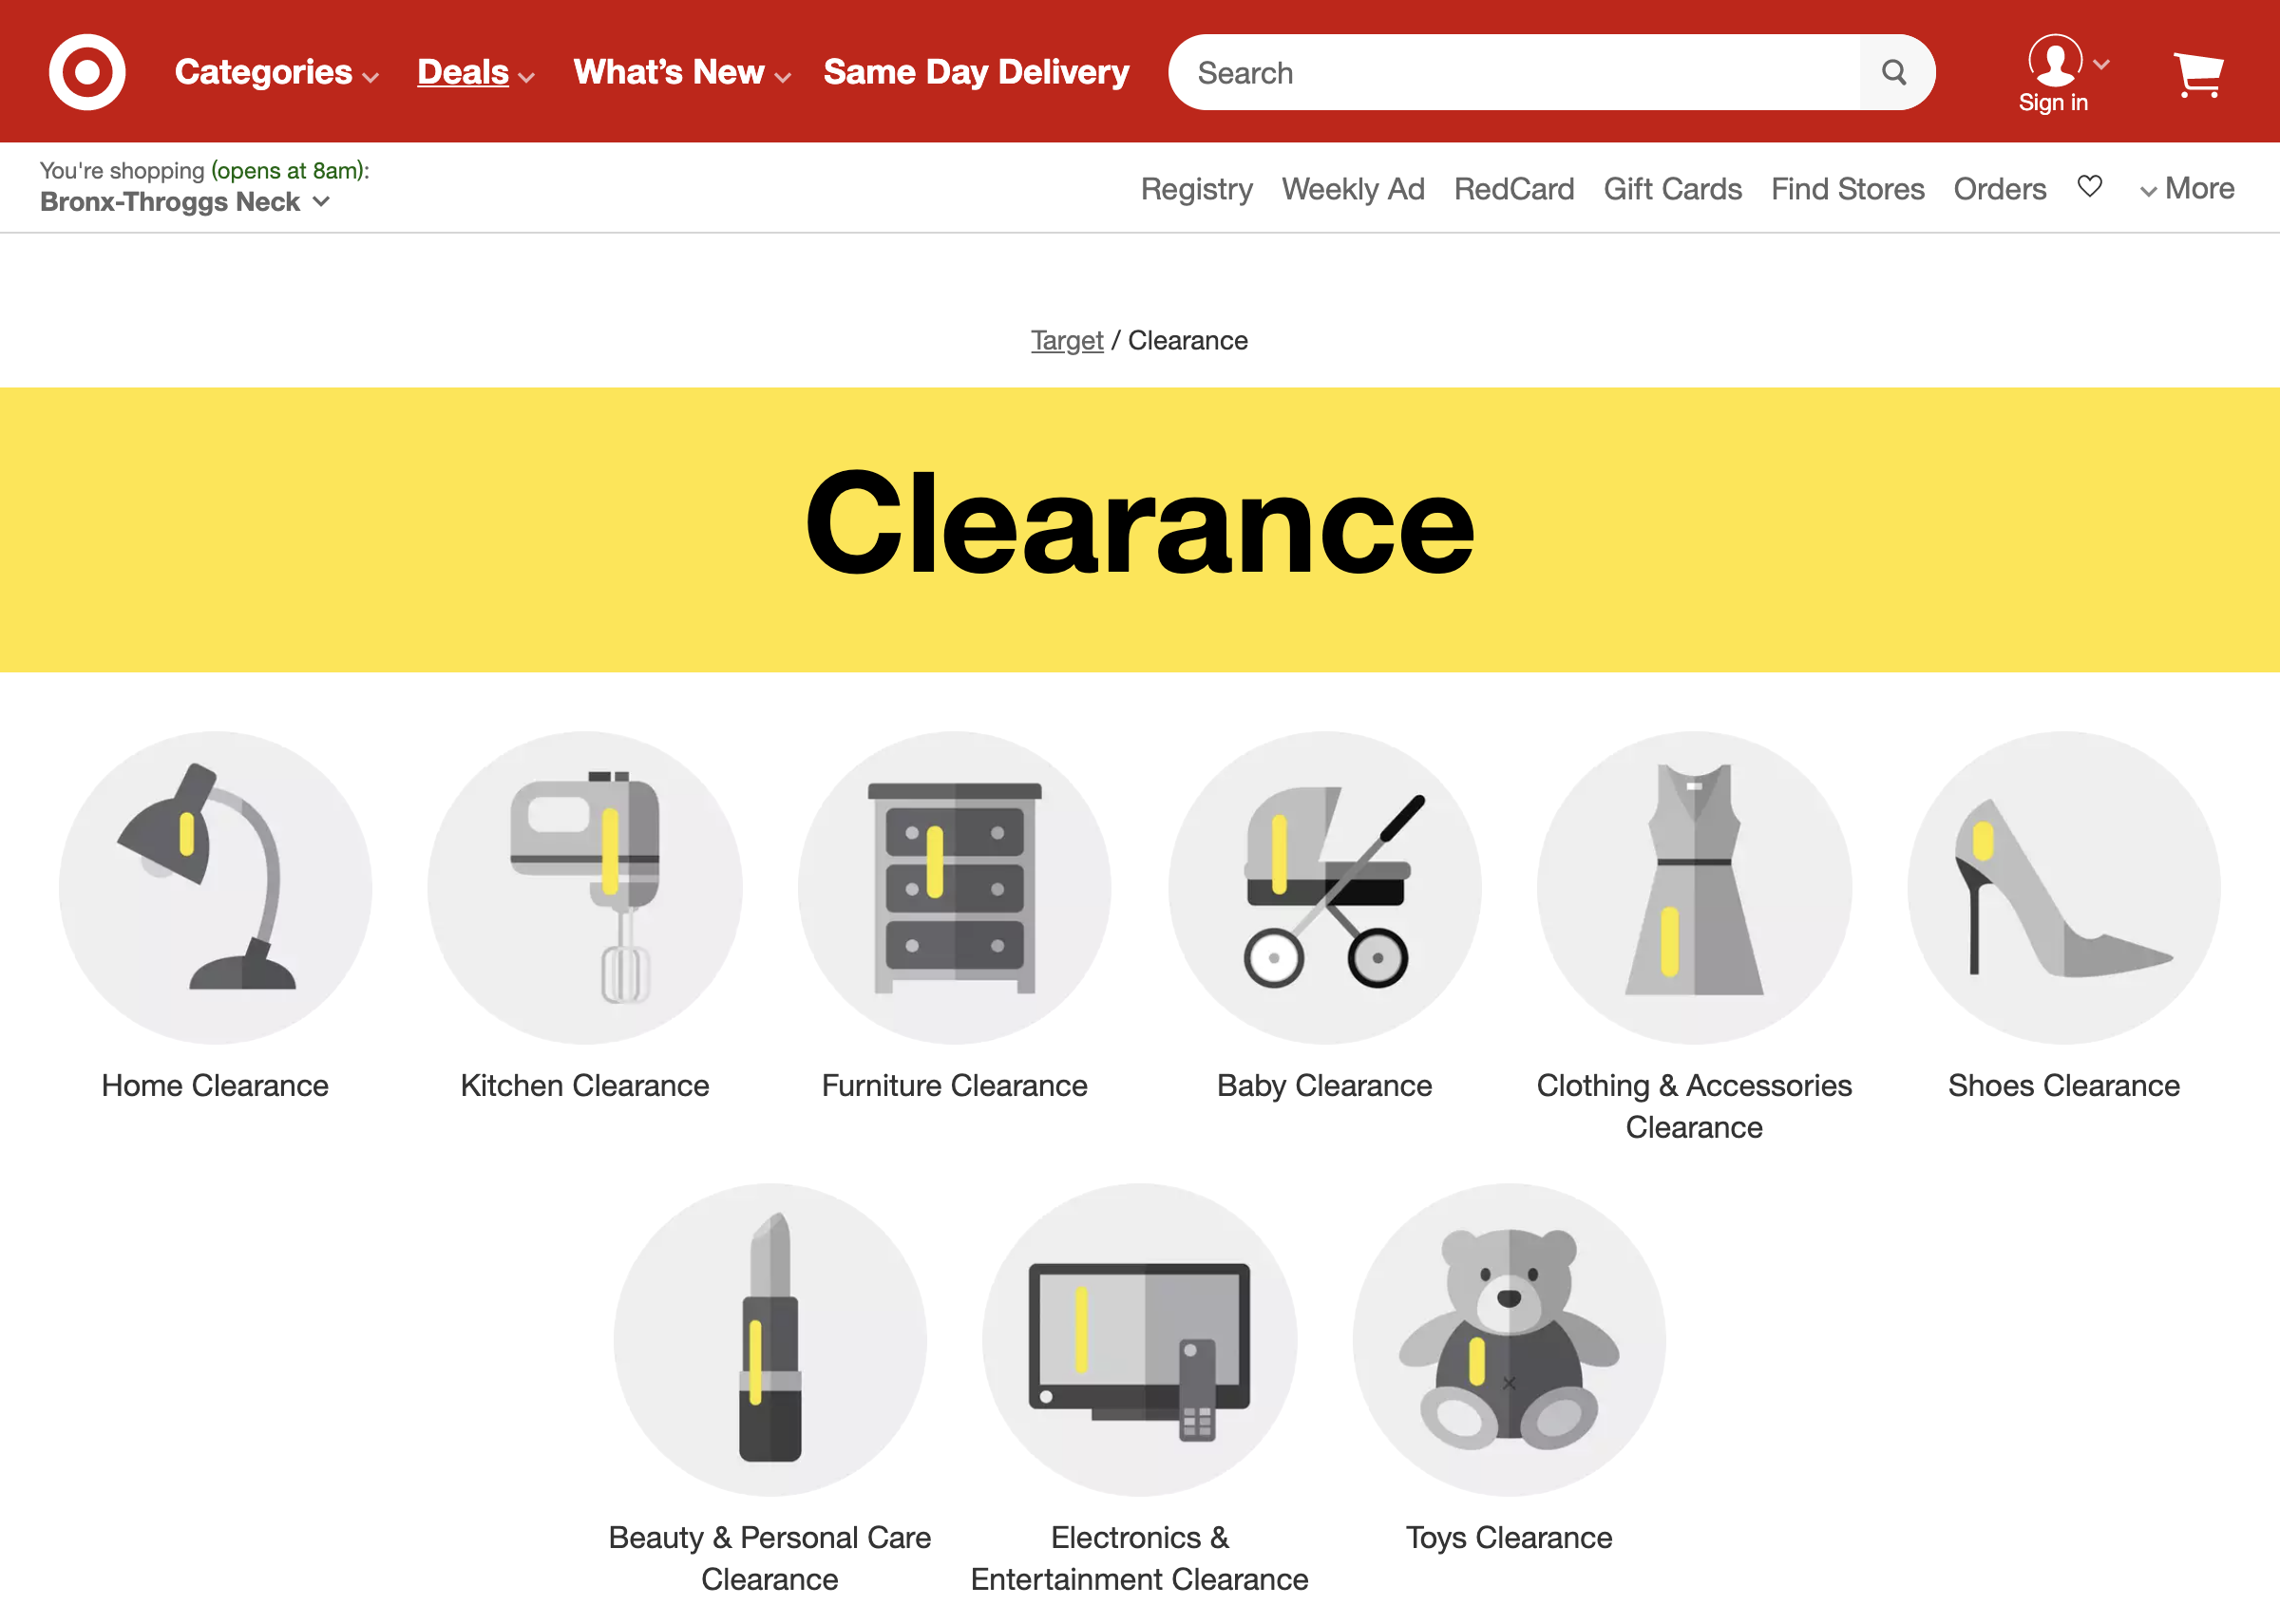 Categories
Deals
What’s New
Same Day Delivery
Search
Sign in
You're shopping (opens at 8am):
Bronx-Throggs Neck
Registry
Weekly Ad
RedCard
Gift Cards
Find Stores
Orders
More
Target / Clearance
Clearance
Home Clearance
Kitchen Clearance
Furniture Clearance
Baby Clearance
Clothing & Accessories
Clearance
Shoes Clearance
Beauty & Personal Care
Clearance
Electronics &
Entertainment Clearance
Toys Clearance